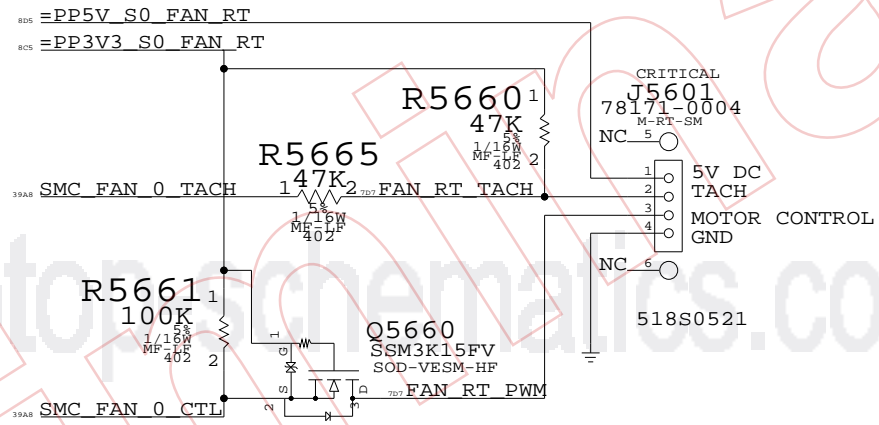 8D5 =PP5V_S0_FAN_RT
8C5 =PP3V3_S0_FAN_RT
CRITICAL
J5601
78171-0004
M-RT-SM
R5660 1
47K
5%
1/16W
MF-LF
402 2
NC 5
R5665
47K
1 2
5%
1/16W
MF-LF
402
39A8 SMC_FAN_0_TACH
7D7 FAN_RT_TACH
1 5V DC
2 TACH
3 MOTOR CONTROL
4 GND
NC 6
518S0521
R5661 1
100K
5%
1/16W
MF-LF
402 2
Q5660
SSM3K15FV
SOD-VESM-HF
1 G
S
D
2
3
7D7 FAN_RT_PWM
39A8 SMC_FAN_0_CTL
topschematics.co